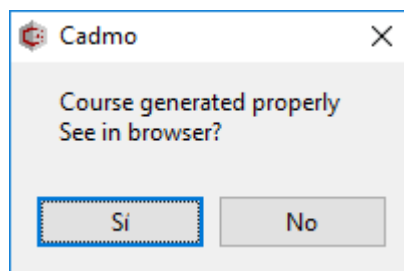 Cadmo
Course generated properly
See in browser?
Sí
No